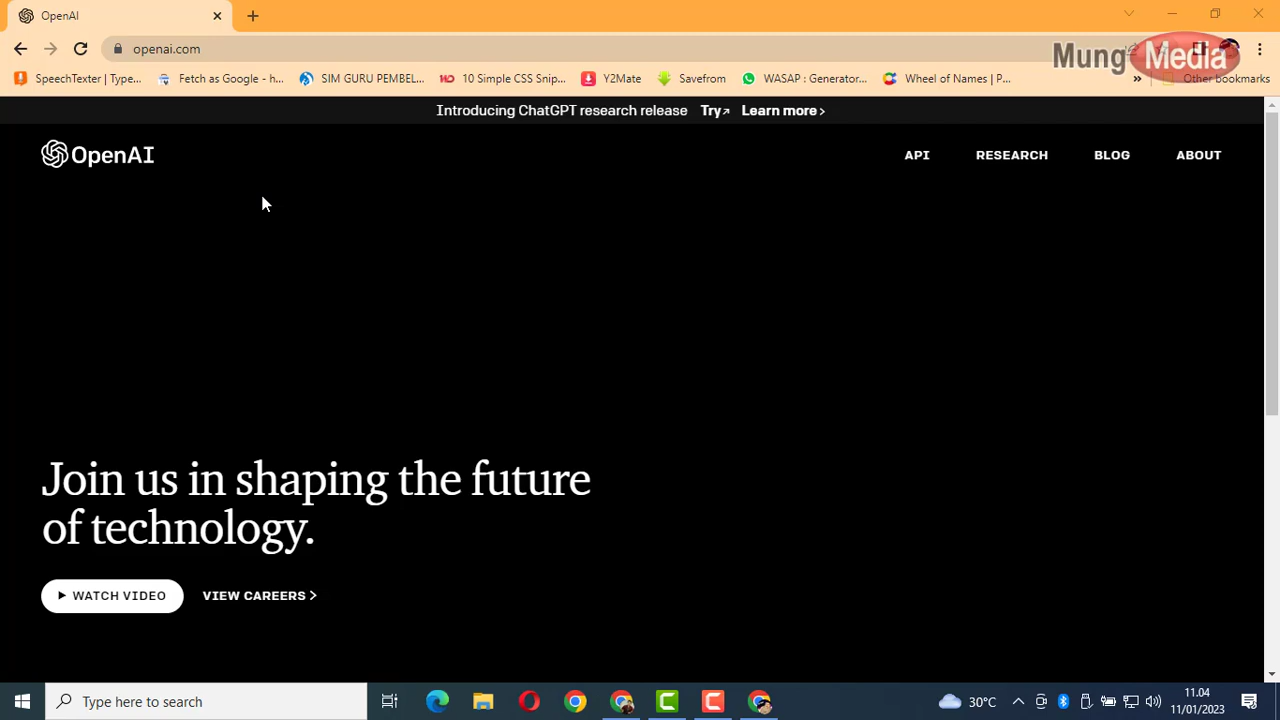 OpenAI
openai.com
Mung Media
SpeechTexter | Type...
Fetch as Google - h...
SIM GURU PEMBEL...
HD 10 Simple CSS Snip...
Y2Mate
Savefrom
WASAP : Generator...
Wheel of Names | P...
»
Other bookmarks
Introducing ChatGPT research release Try↗ Learn more >
OpenAI
API
RESEARCH
BLOG
ABOUT
Join us in shaping the future
of technology.
WATCH VIDEO
VIEW CAREERS >
Type here to search
30°C
11.04
11/01/2023